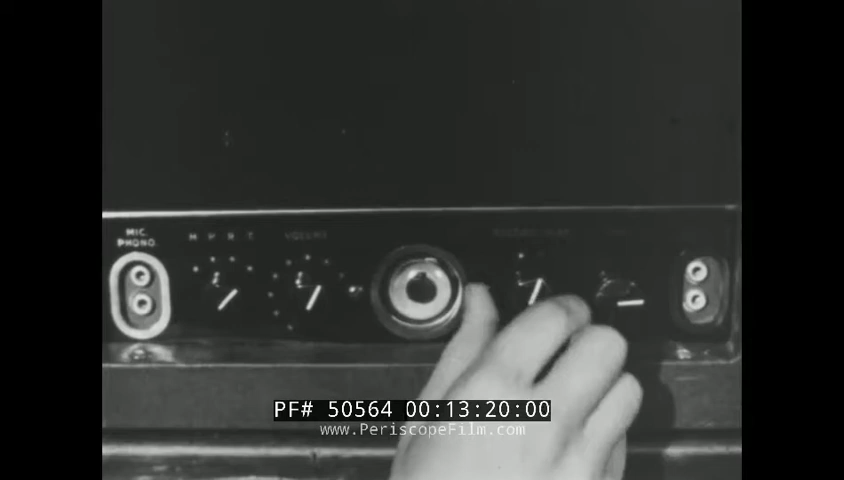 MIC.
PHONO.
M P R C
VOLUME
PF# 50564 00:13:20:00
www.PeriscopeFilm.com